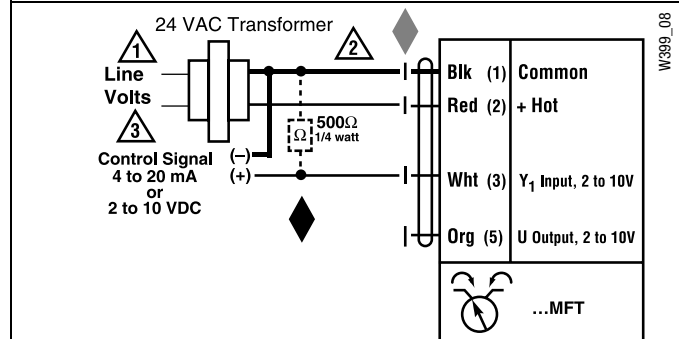 24 VAC Transformer
1
2
Line
Volts
3
Control Signal
4 to 20 mA
or
2 to 10 VDC
(–)
(+)
Ω
500Ω
1/4 watt
Blk (1) Common
Red (2) + Hot
Wht (3) Y₁ Input, 2 to 10V
Org (5) U Output, 2 to 10V
...MFT
W399_08